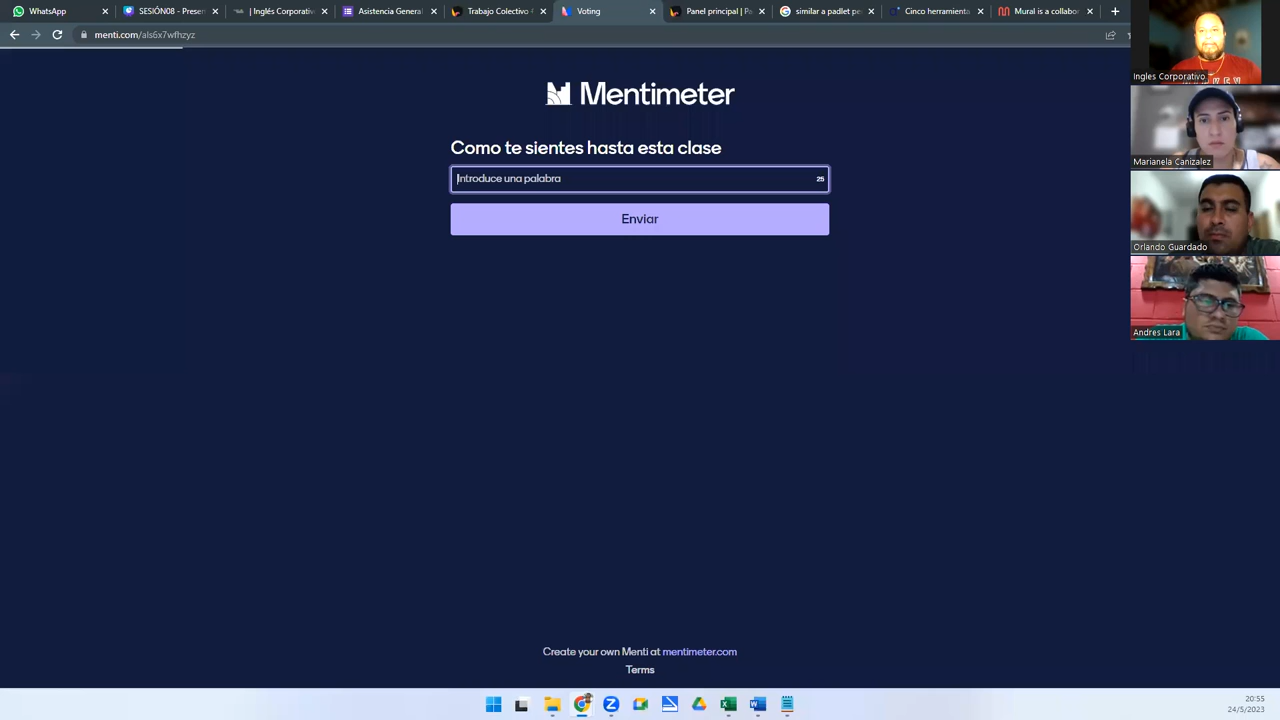 WhatsApp
SESIÓN08 - Presen
| Inglés Corporativ
Asistencia General
Trabajo Colectivo
Voting
Panel principal | Pa
similar a padlet pe
Cinco herramienta
Mural is a collabor
menti.com/als6x7wfhzyz
Mentimeter
Como te sientes hasta esta clase
Introduce una palabra
25
Enviar
Create your own Menti at mentimeter.com
Terms
Ingles Corporativo
Marianela Canizalez
Orlando Guardado
Andres Lara
20:55
24/5/2023